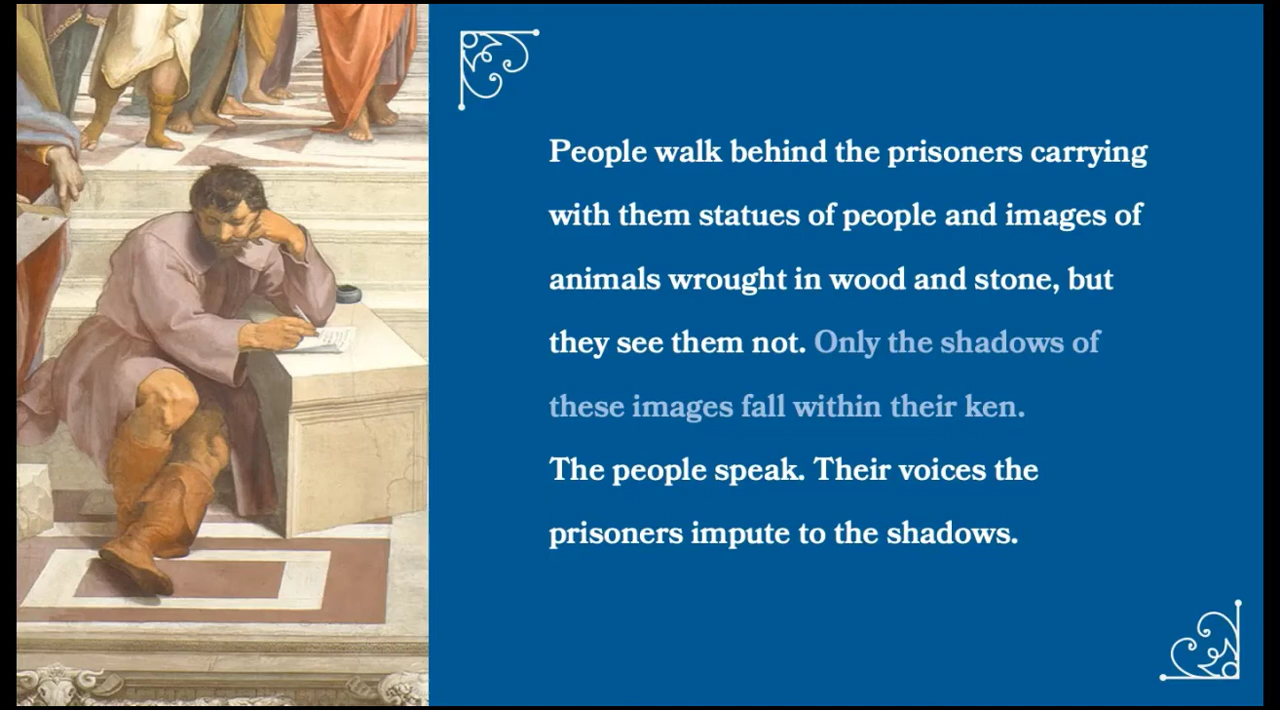 People walk behind the prisoners carrying
with them statues of people and images of
animals wrought in wood and stone, but
they see them not. Only the shadows of
these images fall within their ken.
The people speak. Their voices the
prisoners impute to the shadows.